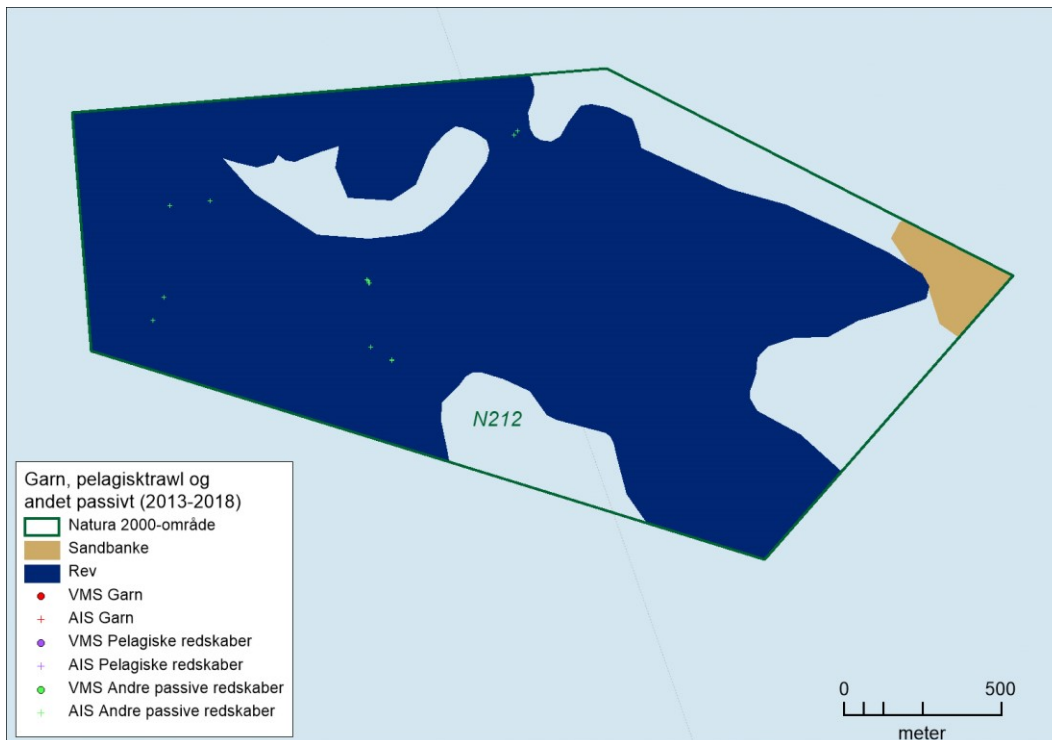 N212
Garn, pelagisktrawl og
andet passivt (2013-2018)
Natura 2000-område
Sandbanke
Rev
VMS Garn
AIS Garn
VMS Pelagiske redskaber
AIS Pelagiske redskaber
VMS Andre passive redskaber
AIS Andre passive redskaber
0 500
meter